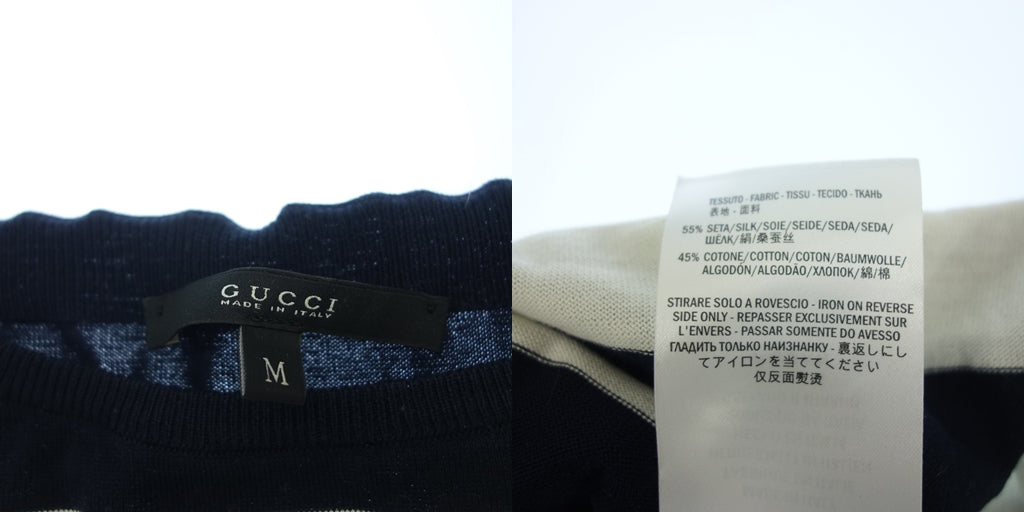 GUCCI
MADE IN ITALY
M
TESSUTO - FABRIC - TISSU - TECIDO - ТКАНЬ
表地 - 面料
55% SETA/SILK/SOIE/SEIDE/SEDA/SEDA/
ШЁЛК/絹/桑蚕丝
45% COTONE/COTTON/COTON/BAUMWOLLE/
ALGODÓN/ALGODÃO/ХЛОПОК/綿/棉
STIRARE SOLO A ROVESCIO - IRON ON REVERSE
SIDE ONLY - REPASSER EXCLUSIVEMENT SUR
L'ENVERS - PASSAR SOMENTE DO AVESSO
ГЛАДИТЬ ТОЛЬКО НАИЗНАНКУ - 裏返しにし
てアイロンを当ててください
仅反面熨烫